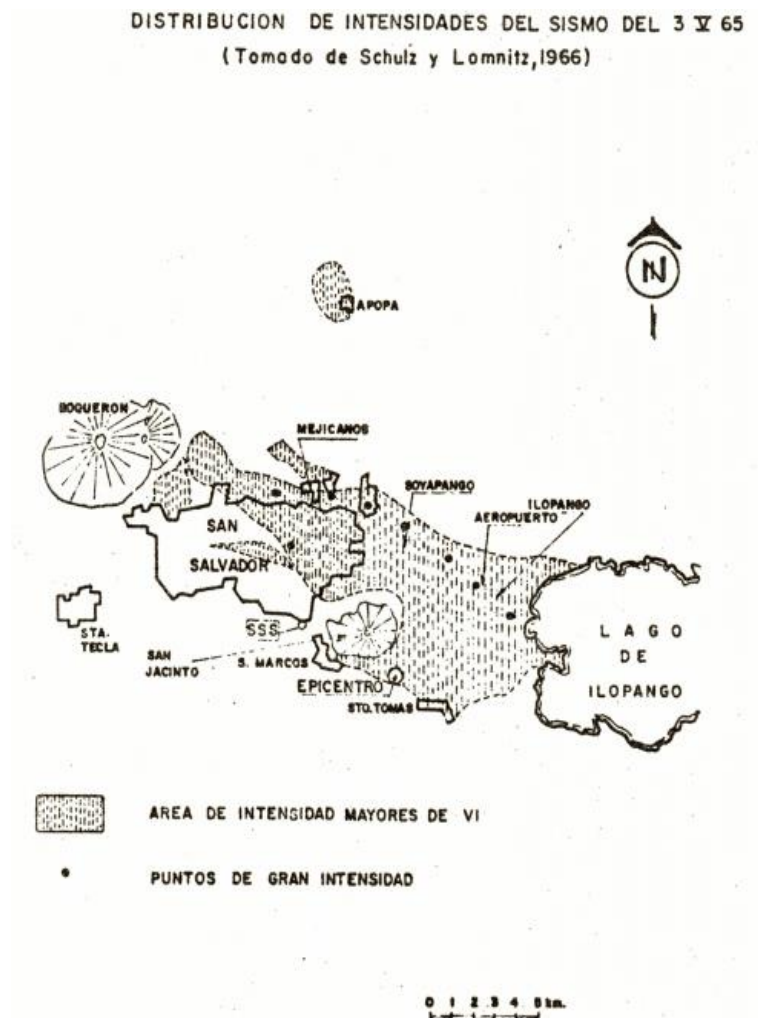 DISTRIBUCION DE INTENSIDADES DEL SISMO DEL 3 V 65
(Tomado de Schulz y Lomnitz,1966)
N
APOPA
BOQUERON
MEJICANOS
SOYAPANGO
ILOPANGO
AEROPUERTO
SAN
SALVADOR
STA.
TECLA
SSS
SAN
JACINTO
S. MARCOS
EPICENTRO
STO. TOMAS
LAGO
DE
ILOPANGO
AREA DE INTENSIDAD MAYORES DE VI
PUNTOS DE GRAN INTENSIDAD
0 1 2 3 4 5 km.